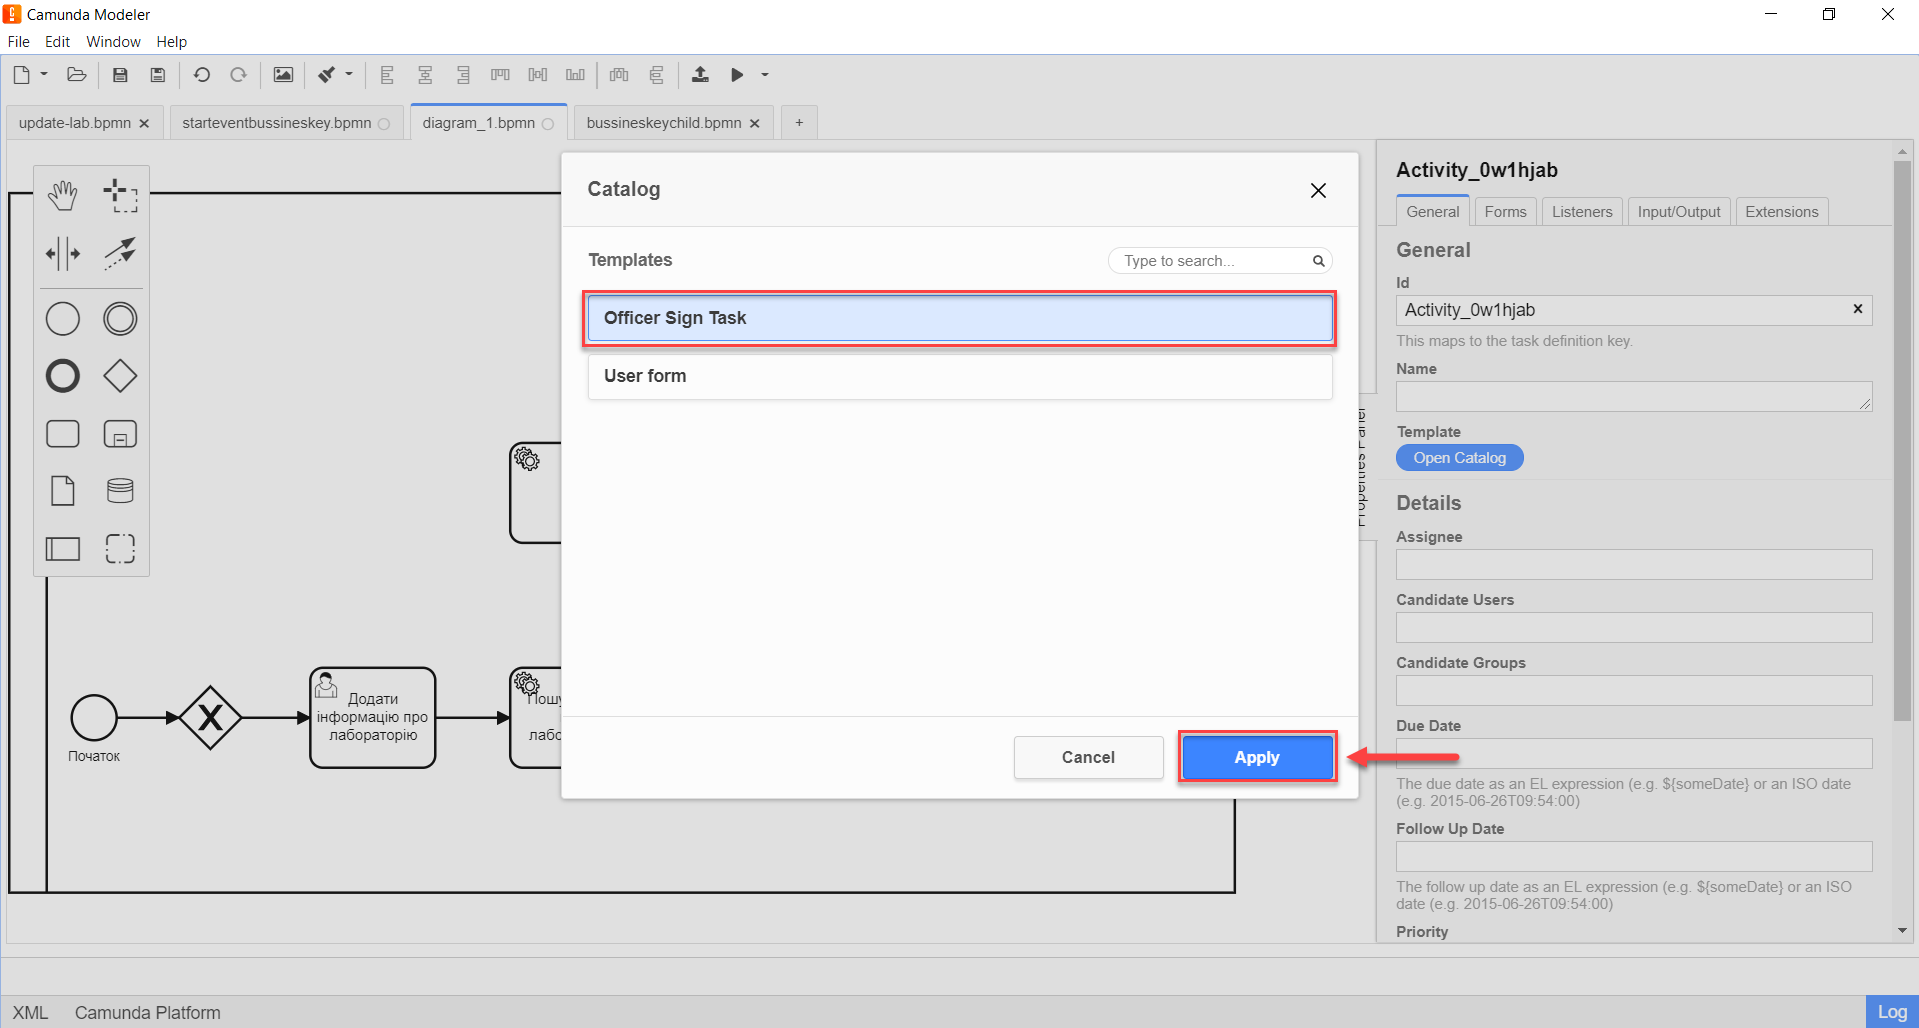 Camunda Modeler
File Edit Window Help
update-lab.bpmn
starteventbussineskey.bpmn
diagram_1.bpmn
bussineskeychild.bpmn
+
Catalog
Templates
Type to search...
Officer Sign Task
User form
Cancel
Apply
Початок
Додати
інформацію про
лабораторію
Properties Panel
Activity_0w1hjab
General Forms Listeners Input/Output Extensions
General
Id
Activity_0w1hjab
This maps to the task definition key.
Name
Template
Open Catalog
Details
Assignee
Candidate Users
Candidate Groups
Due Date
The due date as an EL expression (e.g. ${someDate} or an ISO date
(e.g. 2015-06-26T09:54:00)
Follow Up Date
The follow up date as an EL expression (e.g. ${someDate} or an ISO
date (e.g. 2015-06-26T09:54:00)
Priority
XML Camunda Platform
Log